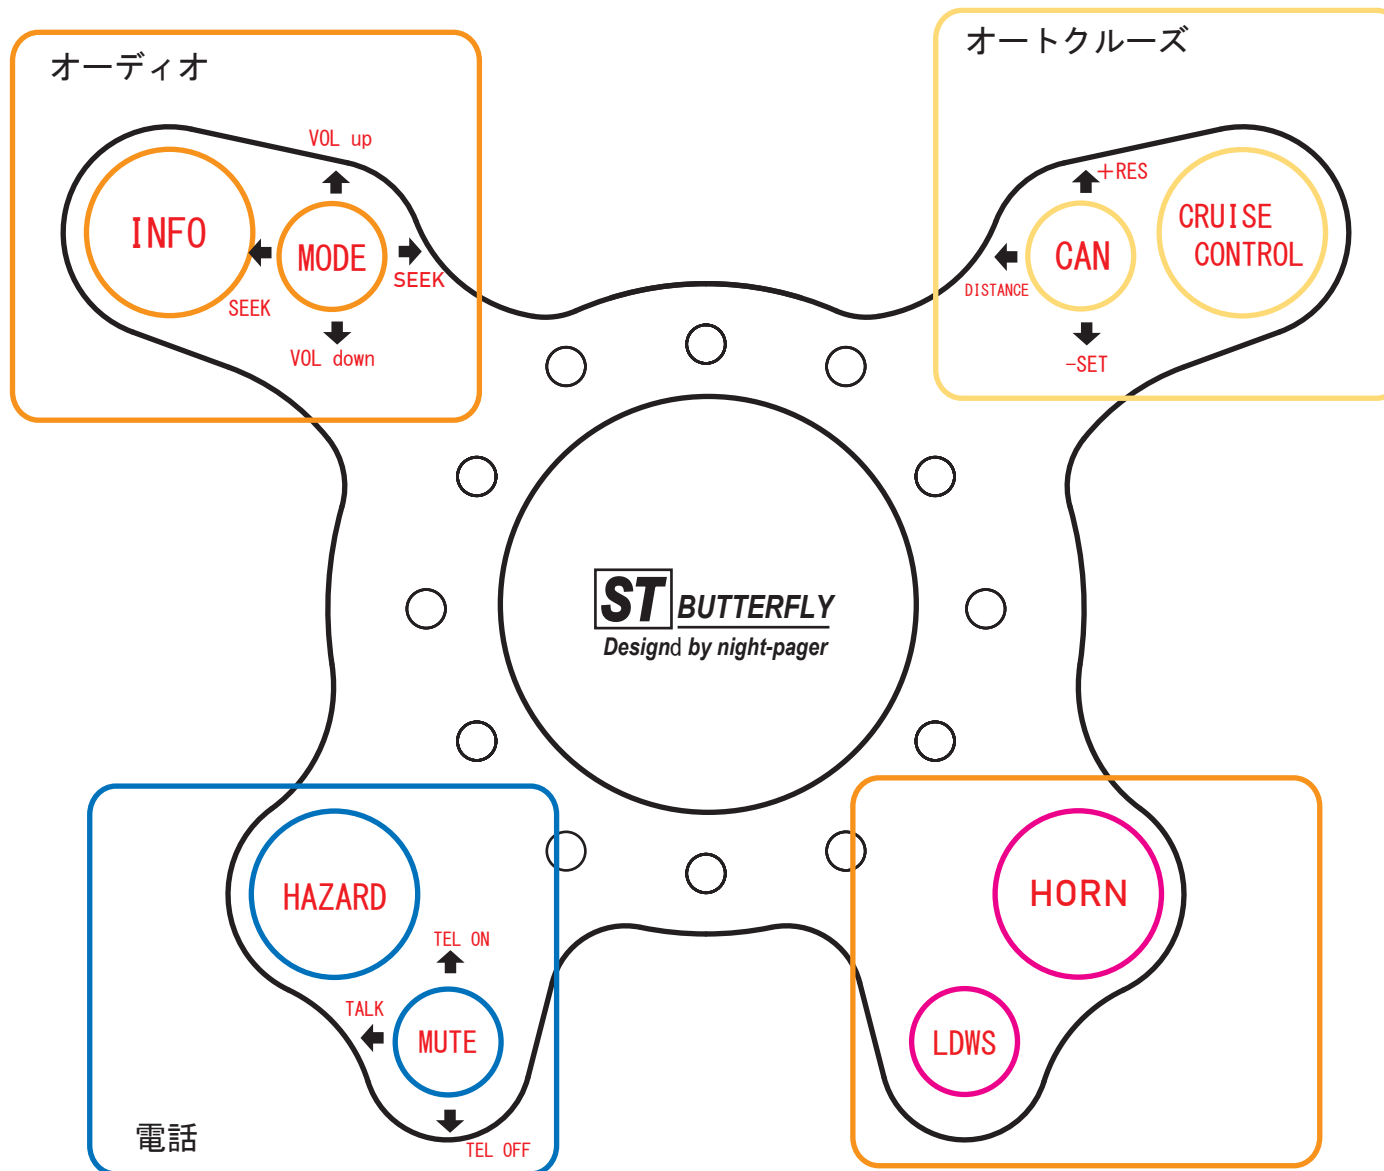 オーディオ
VOL up
INFO
MODE
SEEK
SEEK
VOL down
オートクルーズ
+RES
CAN
DISTANCE
-SET
CRUISE
CONTROL
ST BUTTERFLY
Designd by night-pager
HAZARD
TEL ON
TALK
MUTE
TEL OFF
電話
HORN
LDWS